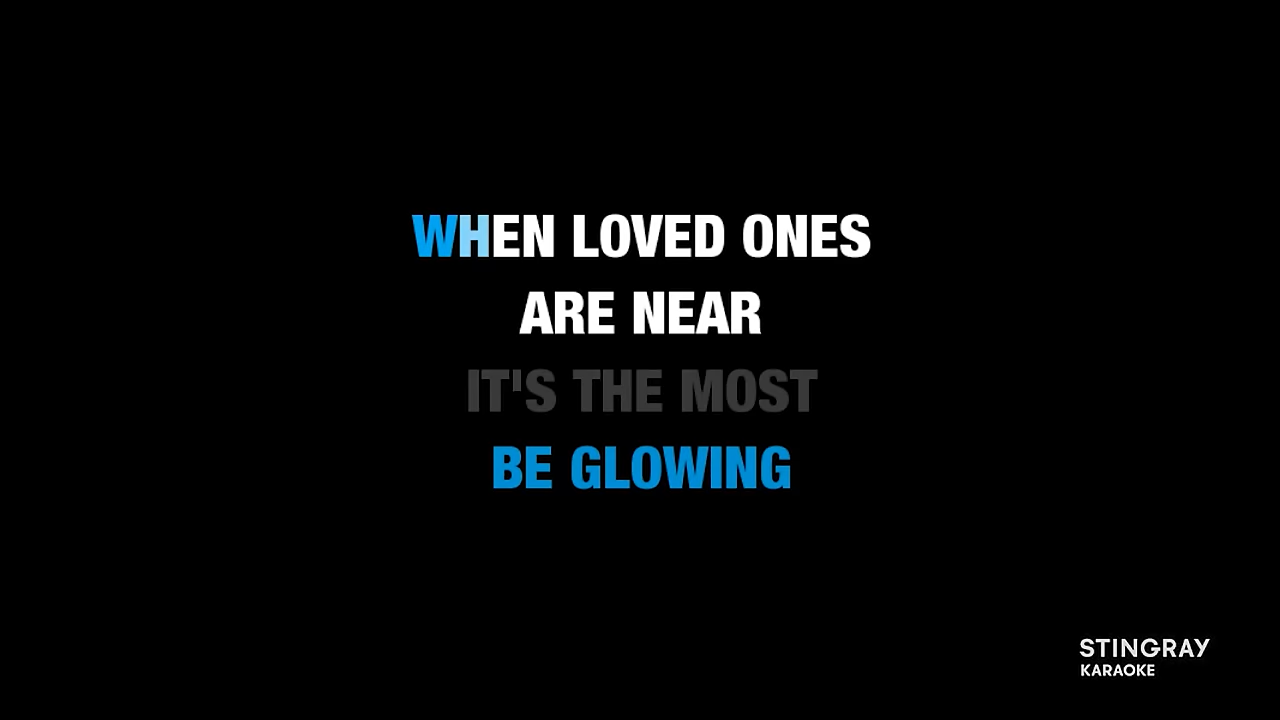 WHEN LOVED ONES
ARE NEAR
IT'S THE MOST
BE GLOWING
STINGRAY
KARAOKE